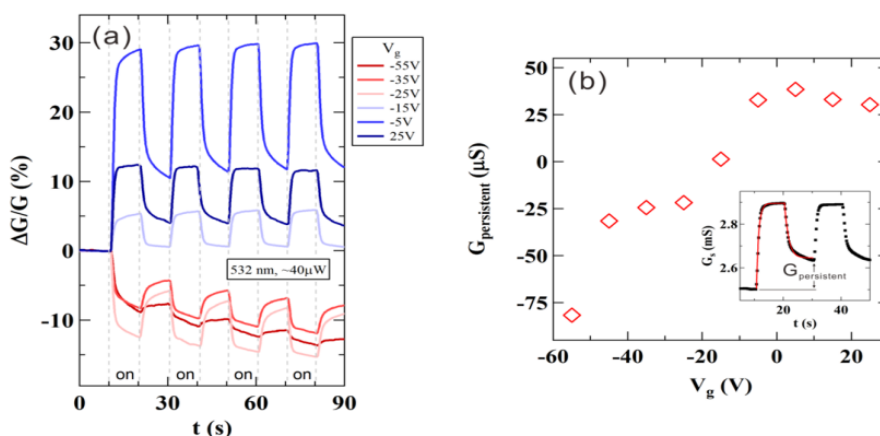 (a)
ΔG/G (%)
30
20
10
0
-10
V_g
-55V
-35V
-25V
-15V
-5V
25V
532 nm, ~40μW
on on on on
0 30 60 90
t (s)
(b)
G_persistent (μS)
50
25
0
-25
-50
-75
-60 -40 -20 0 20
V_g (V)
G_s (mS)
2.8
2.6
G_persistent
0 20 40
t (s)